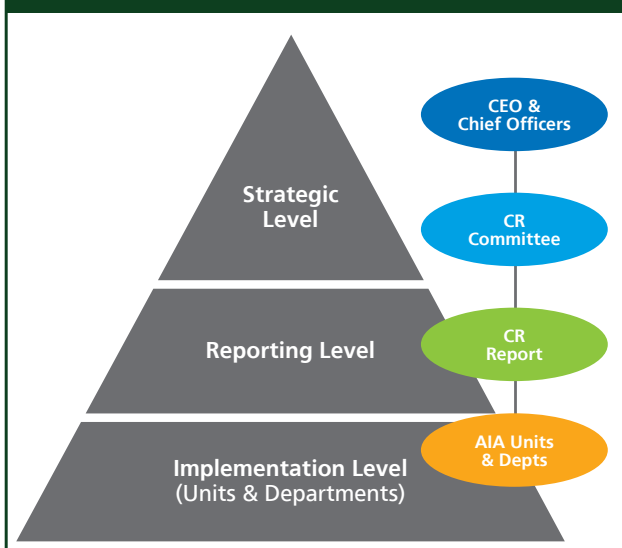 CEO &
Chief Officers
Strategic
Level
CR
Committee
Reporting Level
CR
Report
Implementation Level
(Units & Departments)
AIA Units
& Depts